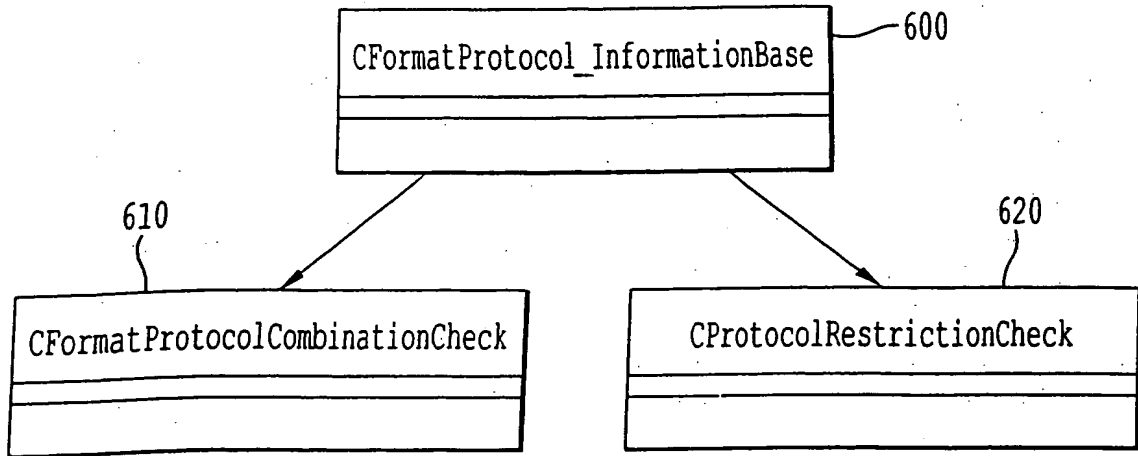 600
CFormatProtocol_InformationBase
610
620
CFormatProtocolCombinationCheck
CProtocolRestrictionCheck